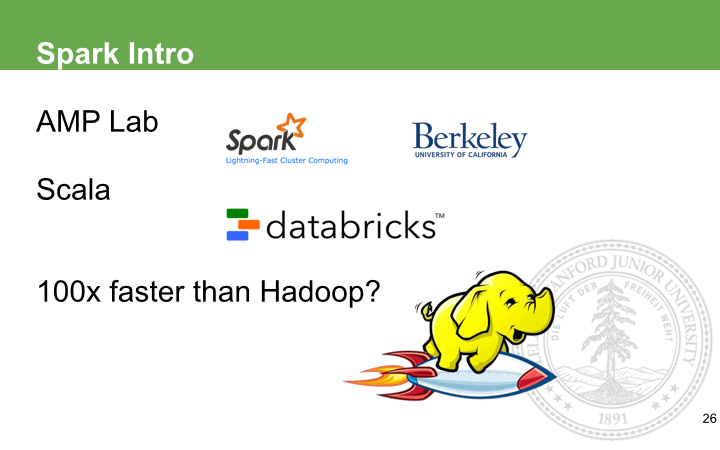 Spark Intro
AMP Lab
Spark
Lightning-Fast Cluster Computing
Berkeley
UNIVERSITY OF CALIFORNIA
Scala
databricks™
100x faster than Hadoop?
JUNIOR UNIVERSITY
DIE LUFT DER FREIHEIT WEHT
1891
26